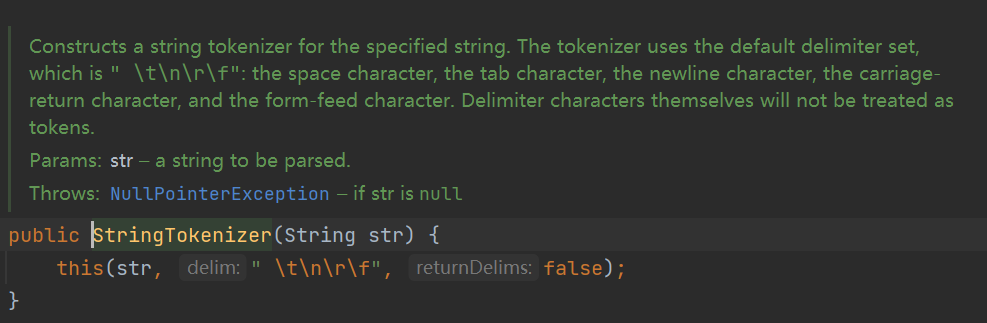 Constructs a string tokenizer for the specified string. The tokenizer uses the default delimiter set,
which is " \t\n\r\f": the space character, the tab character, the newline character, the carriage-
return character, and the form-feed character. Delimiter characters themselves will not be treated as
tokens.
Params: str – a string to be parsed.
Throws: NullPointerException – if str is null
public StringTokenizer(String str) {
    this(str, delim: " \t\n\r\f", returnDelims: false);
}